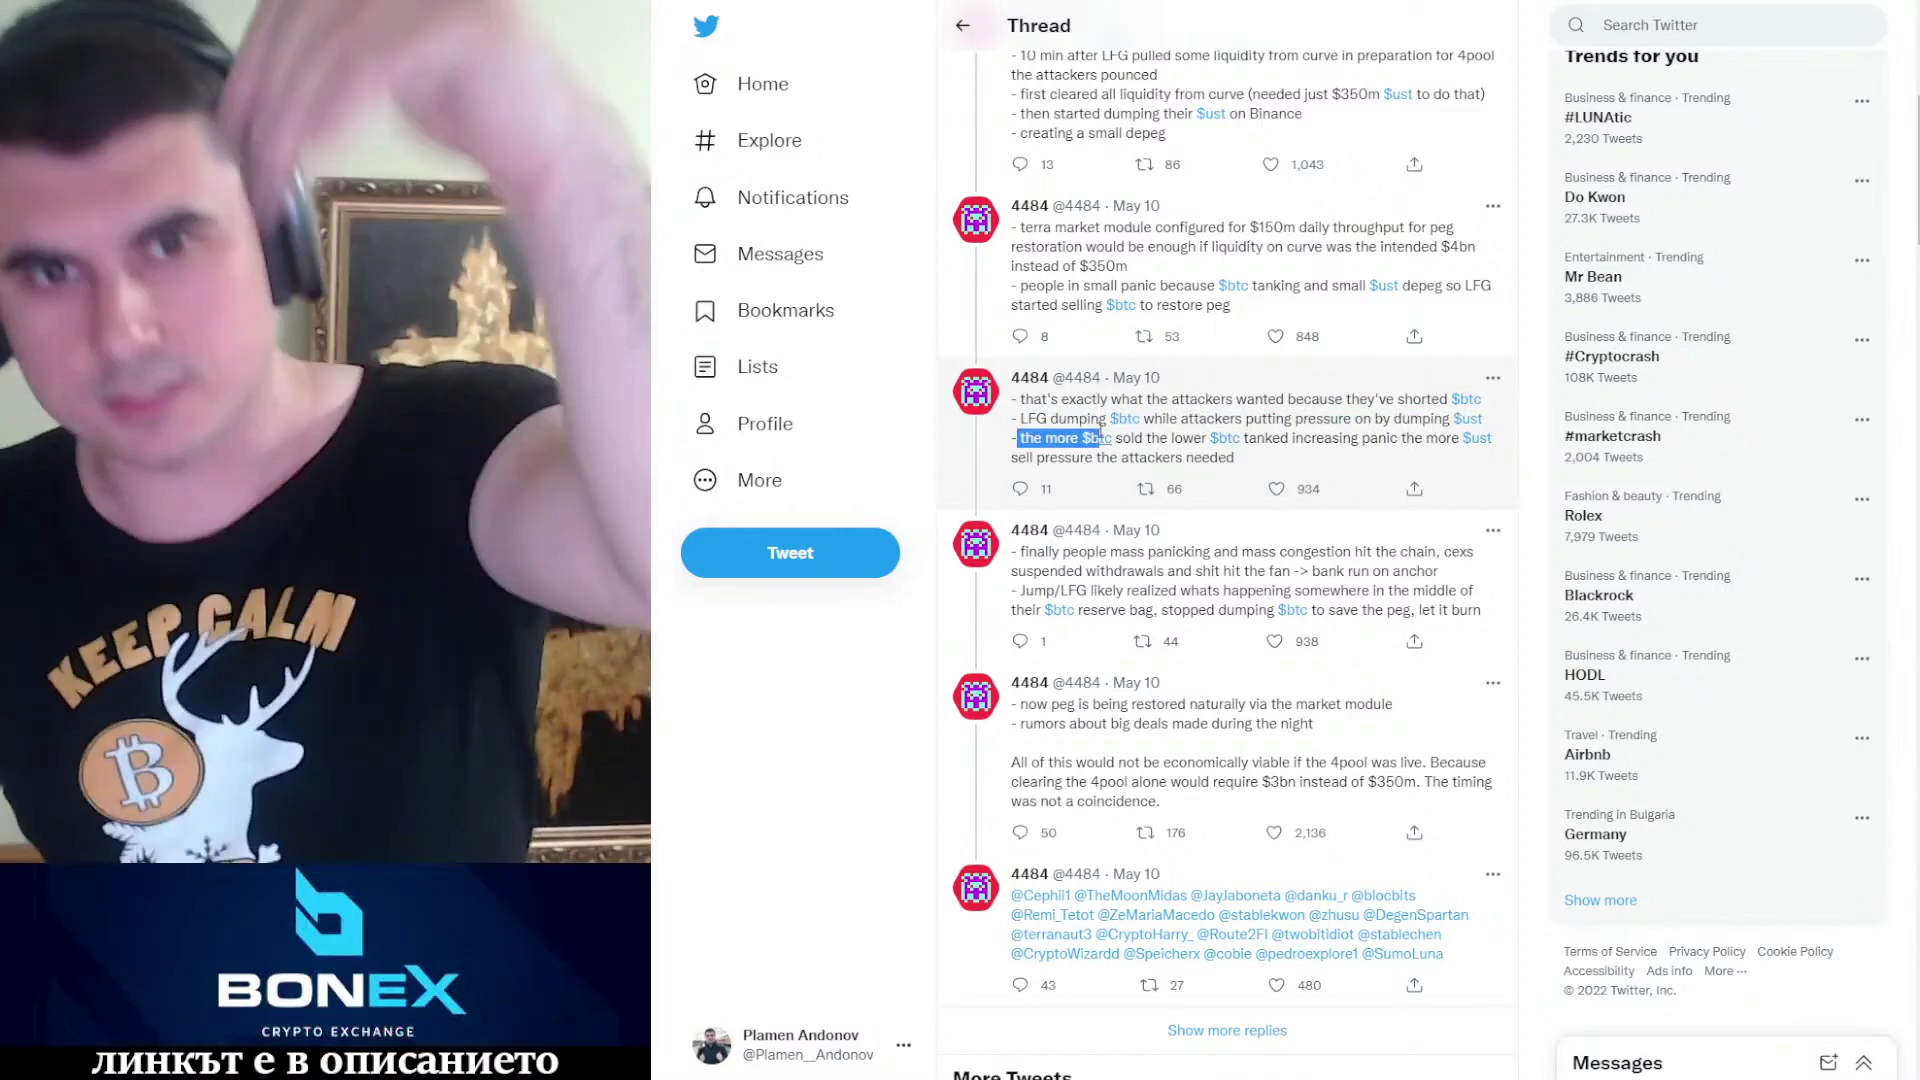 KEEP CALM
BONEX
CRYPTO EXCHANGE
линкът е в описанието
Home
Explore
Notifications
Messages
Bookmarks
Lists
Profile
More
Tweet
Plamen Andonov
@Plamen__Andonov
Thread
- 10 min after LFG pulled some liquidity from curve in preparation for 4pool
the attackers pounced
- first cleared all liquidity from curve (needed just $350m $ust to do that)
- then started dumping their $ust on Binance
- creating a small depeg
13 86 1,043
4484 @4484 · May 10
- terra market module configured for $150m daily throughput for peg
restoration would be enough if liquidity on curve was the intended $4bn
instead of $350m
- people in small panic because $btc tanking and small $ust depeg so LFG
started selling $btc to restore peg
8 53 848
4484 @4484 · May 10
- that's exactly what the attackers wanted because they've shorted $btc
- LFG dumping $btc while attackers putting pressure on by dumping $ust
- the more $btc sold the lower $btc tanked increasing panic the more $ust
sell pressure the attackers needed
11 66 934
4484 @4484 · May 10
- finally people mass panicking and mass congestion hit the chain, cexs
suspended withdrawals and shit hit the fan -> bank run on anchor
- Jump/LFG likely realized whats happening somewhere in the middle of
their $btc reserve bag, stopped dumping $btc to save the peg, let it burn
1 44 938
4484 @4484 · May 10
- now peg is being restored naturally via the market module
- rumors about big deals made during the night
All of this would not be economically viable if the 4pool was live. Because
clearing the 4pool alone would require $3bn instead of $350m. The timing
was not a coincidence.
50 176 2,136
4484 @4484 · May 10
@Cephii1 @TheMoonMidas @JayJaboneta @danku_r @blocbits
@Remi_Tetot @ZeMariaMacedo @stablekwon @zhusu @DegenSpartan
@terranaut3 @CryptoHarry_ @Route2FI @twobitidiot @stablechen
@CryptoWizardd @Speicherx @cobie @pedroexplore1 @SumoLuna
43 27 480
Show more replies
More Tweets
Search Twitter
Trends for you
Business & finance · Trending
#LUNAtic
2,230 Tweets
Business & finance · Trending
Do Kwon
27.3K Tweets
Entertainment · Trending
Mr Bean
3,886 Tweets
Business & finance · Trending
#Cryptocrash
108K Tweets
Business & finance · Trending
#marketcrash
2,004 Tweets
Fashion & beauty · Trending
Rolex
7,979 Tweets
Business & finance · Trending
Blackrock
26.4K Tweets
Business & finance · Trending
HODL
45.5K Tweets
Travel · Trending
Airbnb
11.9K Tweets
Trending in Bulgaria
Germany
96.5K Tweets
Show more
Terms of Service Privacy Policy Cookie Policy
Accessibility Ads info More ···
© 2022 Twitter, Inc.
Messages